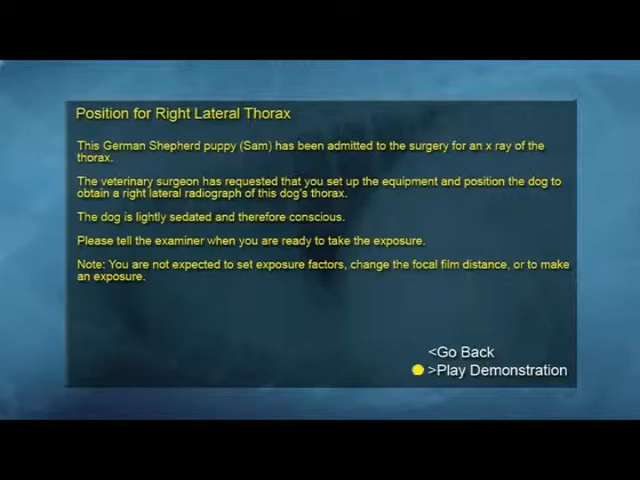 Position for Right Lateral Thorax
This German Shepherd puppy (Sam) has been admitted to the surgery for an x ray of the
thorax.
The veterinary surgeon has requested that you set up the equipment and position the dog to
obtain a right lateral radiograph of this dog's thorax.
The dog is lightly sedated and therefore conscious.
Please tell the examiner when you are ready to take the exposure.
Note: You are not expected to set exposure factors, change the focal film distance, or to make
an exposure.
<Go Back
>Play Demonstration